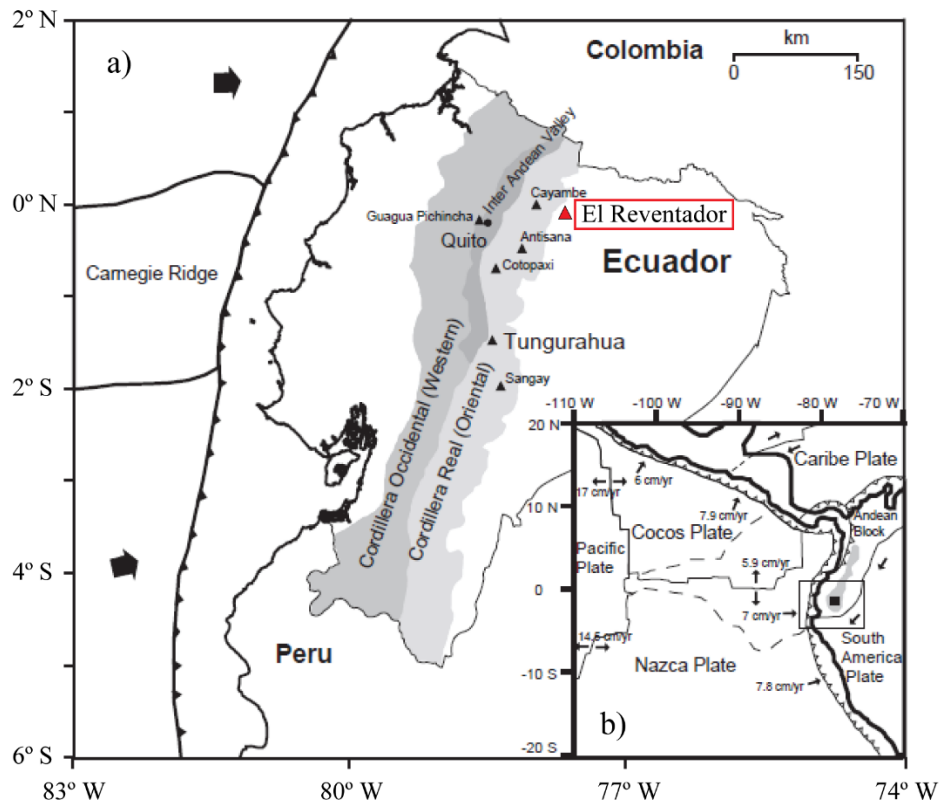 2º N
a)
Colombia
km
0
150
0º N
Carnegie Ridge
Guagua Pichincha
Quito
Inter Andean Valley
Cayambe
El Reventador
Antisana
Cotopaxi
Ecuador
Tungurahua
Sangay
Cordillera Occidental (Western)
Cordillera Real (Oriental)
2º S
4º S
Peru
6º S
83º W
80º W
77º W
74º W
-110
-100
-90
-80
-70
20 N
10 N
0
-10 S
-20 S
Caribe Plate
17 cm/yr
6 cm/yr
7.9 cm/yr
Andean
Block
Cocos Plate
Pacific
Plate
5.9 cm/yr
7 cm/yr
14.5 cm/yr
Nazca Plate
South
America
Plate
7.8 cm/yr
b)